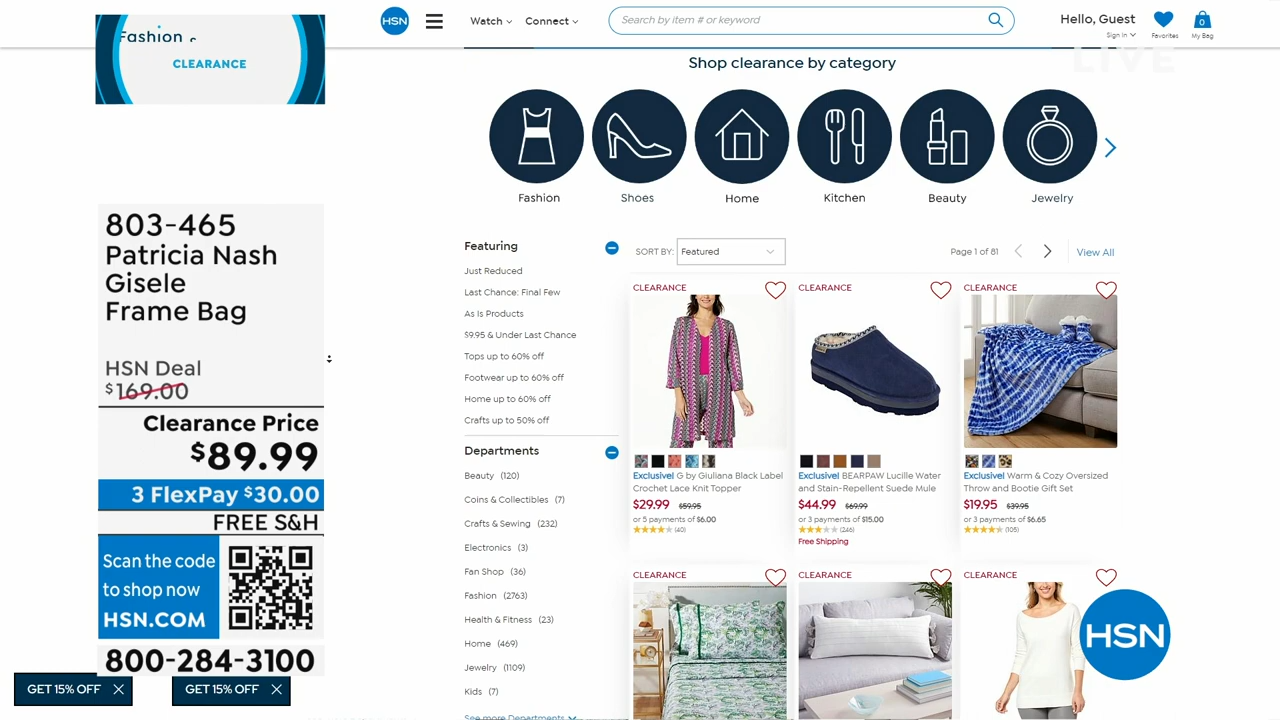 Fashion
CLEARANCE
HSN
Watch
Connect
Search by item # or keyword
Hello, Guest
Sign In
Favorites
0
My Bag
LIVE
Shop clearance by category
Fashion
Shoes
Home
Kitchen
Beauty
Jewelry
803-465
Patricia Nash
Gisele
Frame Bag
HSN Deal
$169.00
Clearance Price
$89.99
3 FlexPay $30.00
FREE S&H
Scan the code
to shop now
HSN.COM
800-284-3100
GET 15% OFF
GET 15% OFF
Featuring
Just Reduced
Last Chance: Final Few
As Is Products
$9.95 & Under Last Chance
Tops up to 60% off
Footwear up to 60% off
Home up to 60% off
Crafts up to 50% off
Departments
Beauty (120)
Coins & Collectibles (7)
Crafts & Sewing (232)
Electronics (3)
Fan Shop (36)
Fashion (2763)
Health & Fitness (23)
Home (469)
Jewelry (1109)
Kids (7)
See more Departments
SORT BY: Featured
Page 1 of 81
View All
CLEARANCE
Exclusive! G by Giuliana Black Label
Crochet Lace Knit Topper
$29.99 $59.95
or 5 payments of $6.00
(40)
CLEARANCE
Exclusive! BEARPAW Lucille Water
and Stain-Repellent Suede Mule
$44.99 $69.99
or 3 payments of $15.00
(246)
Free Shipping
CLEARANCE
Exclusive! Warm & Cozy Oversized
Throw and Bootie Gift Set
$19.95 $39.95
or 3 payments of $6.65
(105)
CLEARANCE
CLEARANCE
CLEARANCE
HSN